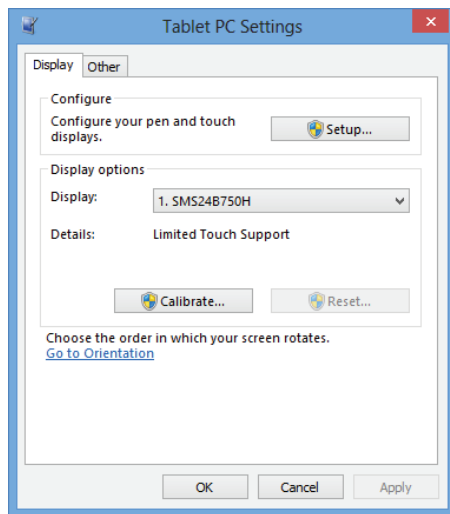 Tablet PC Settings
Display Other
Configure
Configure your pen and touch
displays.
Setup...
Display options
Display: 1. SMS24B750H
Details: Limited Touch Support
Calibrate... Reset...
Choose the order in which your screen rotates.
Go to Orientation
OK Cancel Apply